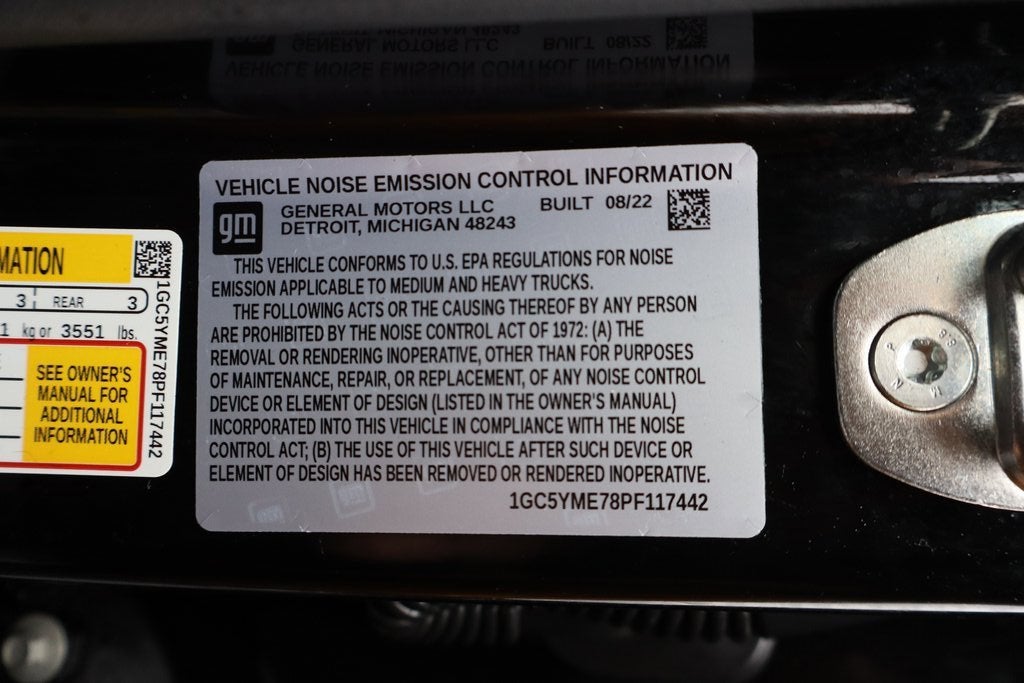 VEHICLE NOISE EMISSION CONTROL INFORMATION
gm
GENERAL MOTORS LLC BUILT 08/22
DETROIT, MICHIGAN 48243
THIS VEHICLE CONFORMS TO U.S. EPA REGULATIONS FOR NOISE
EMISSION APPLICABLE TO MEDIUM AND HEAVY TRUCKS.
THE FOLLOWING ACTS OR THE CAUSING THEREOF BY ANY PERSON
ARE PROHIBITED BY THE NOISE CONTROL ACT OF 1972: (A) THE
REMOVAL OR RENDERING INOPERATIVE, OTHER THAN FOR PURPOSES
OF MAINTENANCE, REPAIR, OR REPLACEMENT, OF ANY NOISE CONTROL
DEVICE OR ELEMENT OF DESIGN (LISTED IN THE OWNER'S MANUAL)
INCORPORATED INTO THIS VEHICLE IN COMPLIANCE WITH THE NOISE
CONTROL ACT; (B) THE USE OF THIS VEHICLE AFTER SUCH DEVICE OR
ELEMENT OF DESIGN HAS BEEN REMOVED OR RENDERED INOPERATIVE.
1GC5YME78PF117442
MATION
3 REAR 3
1 kg or 3551 lbs.
SEE OWNER'S
MANUAL FOR
ADDITIONAL
INFORMATION
1GC5YME78PF117442